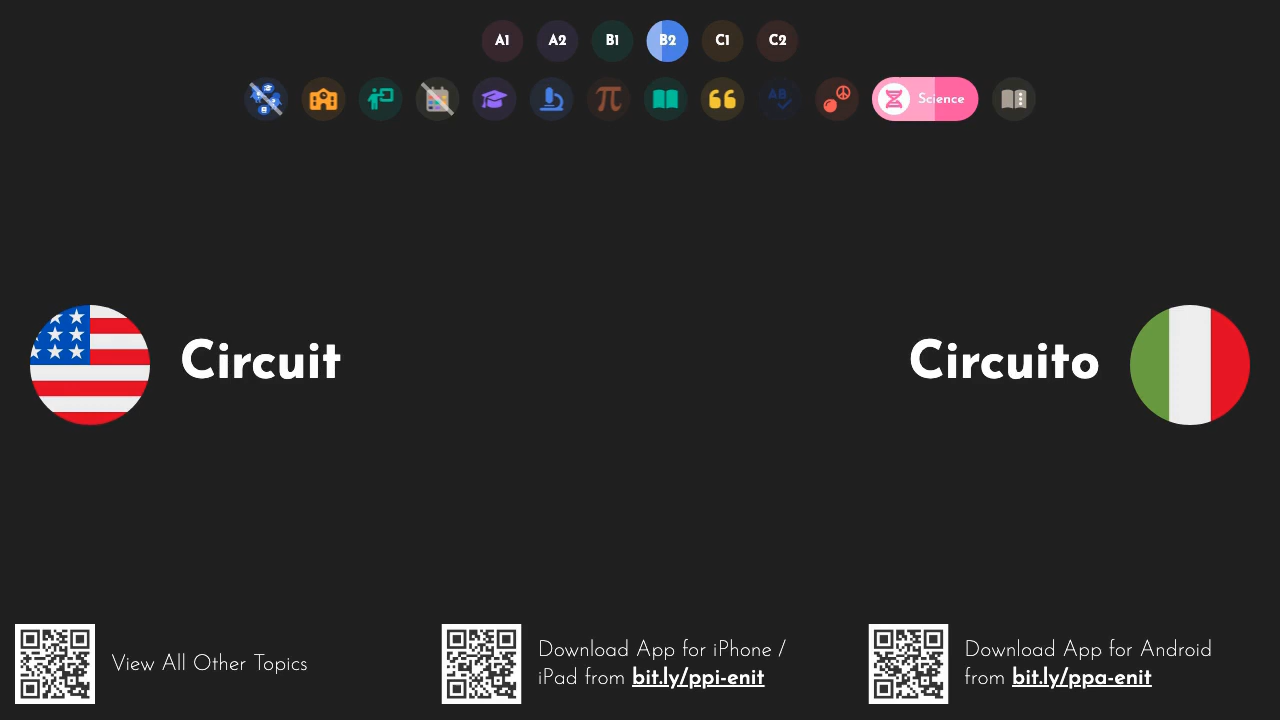 A1 A2 B1 B2 C1 C2
AB Science
Circuit
Circuito
View All Other Topics
Download App for iPhone /
iPad from bit.ly/ppi-enit
Download App for Android
from bit.ly/ppa-enit